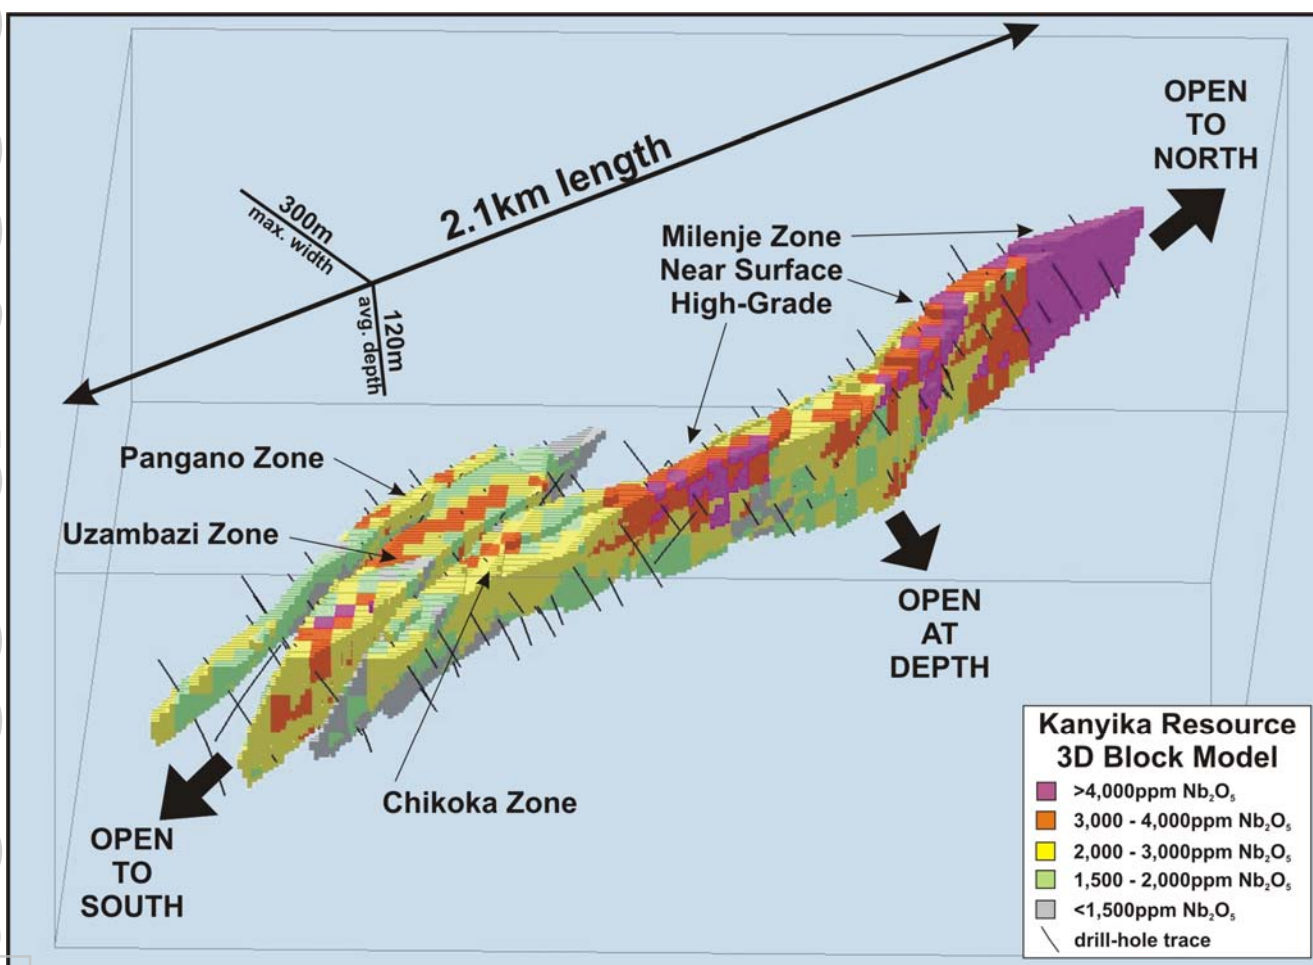 OPEN
TO
NORTH
2.1km length
300m
max. width
120m
avg. depth
Milenje Zone
Near Surface
High-Grade
Pangano Zone
Uzambazi Zone
OPEN
AT
DEPTH
Chikoka Zone
OPEN
TO
SOUTH
Kanyika Resource
3D Block Model
>4,000ppm Nb₂O₅
3,000 - 4,000ppm Nb₂O₅
2,000 - 3,000ppm Nb₂O₅
1,500 - 2,000ppm Nb₂O₅
<1,500ppm Nb₂O₅
drill-hole trace